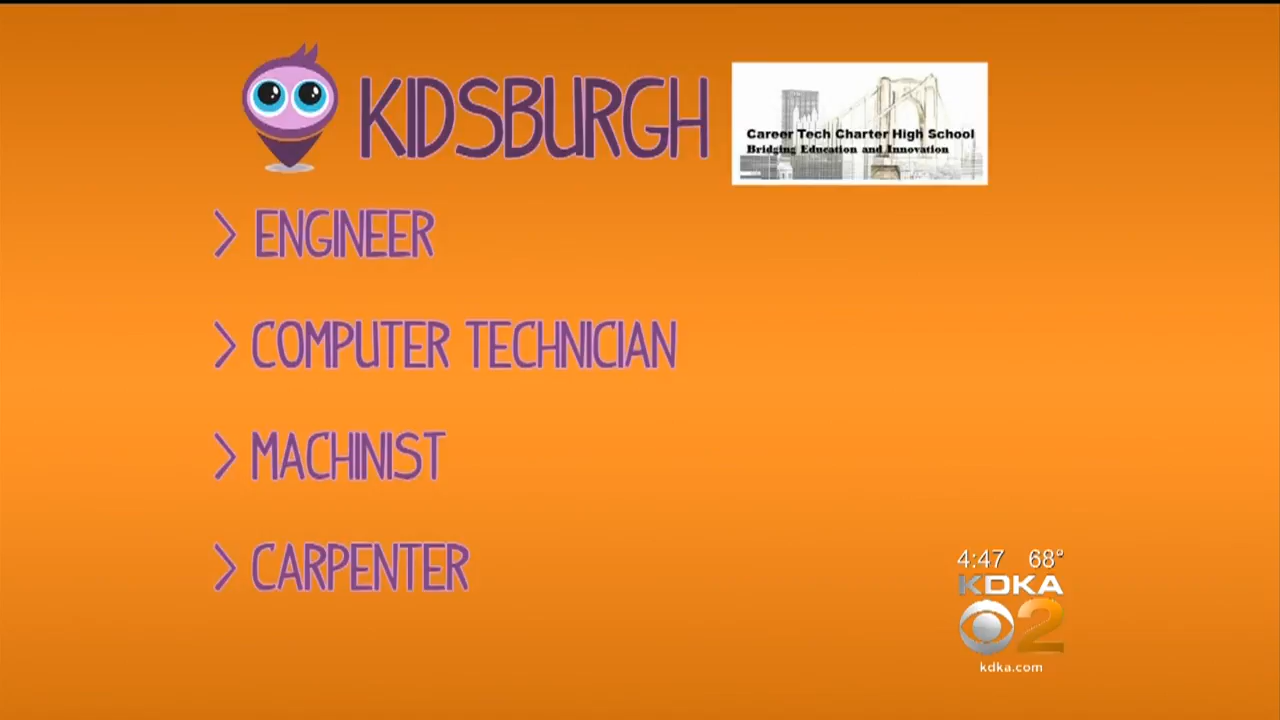 KIDSBURGH
Career Tech Charter High School
Bridging Education and Innovation
> ENGINEER
> COMPUTER TECHNICIAN
> MACHINIST
> CARPENTER
4:47 68°
KDKA
2
kdka.com